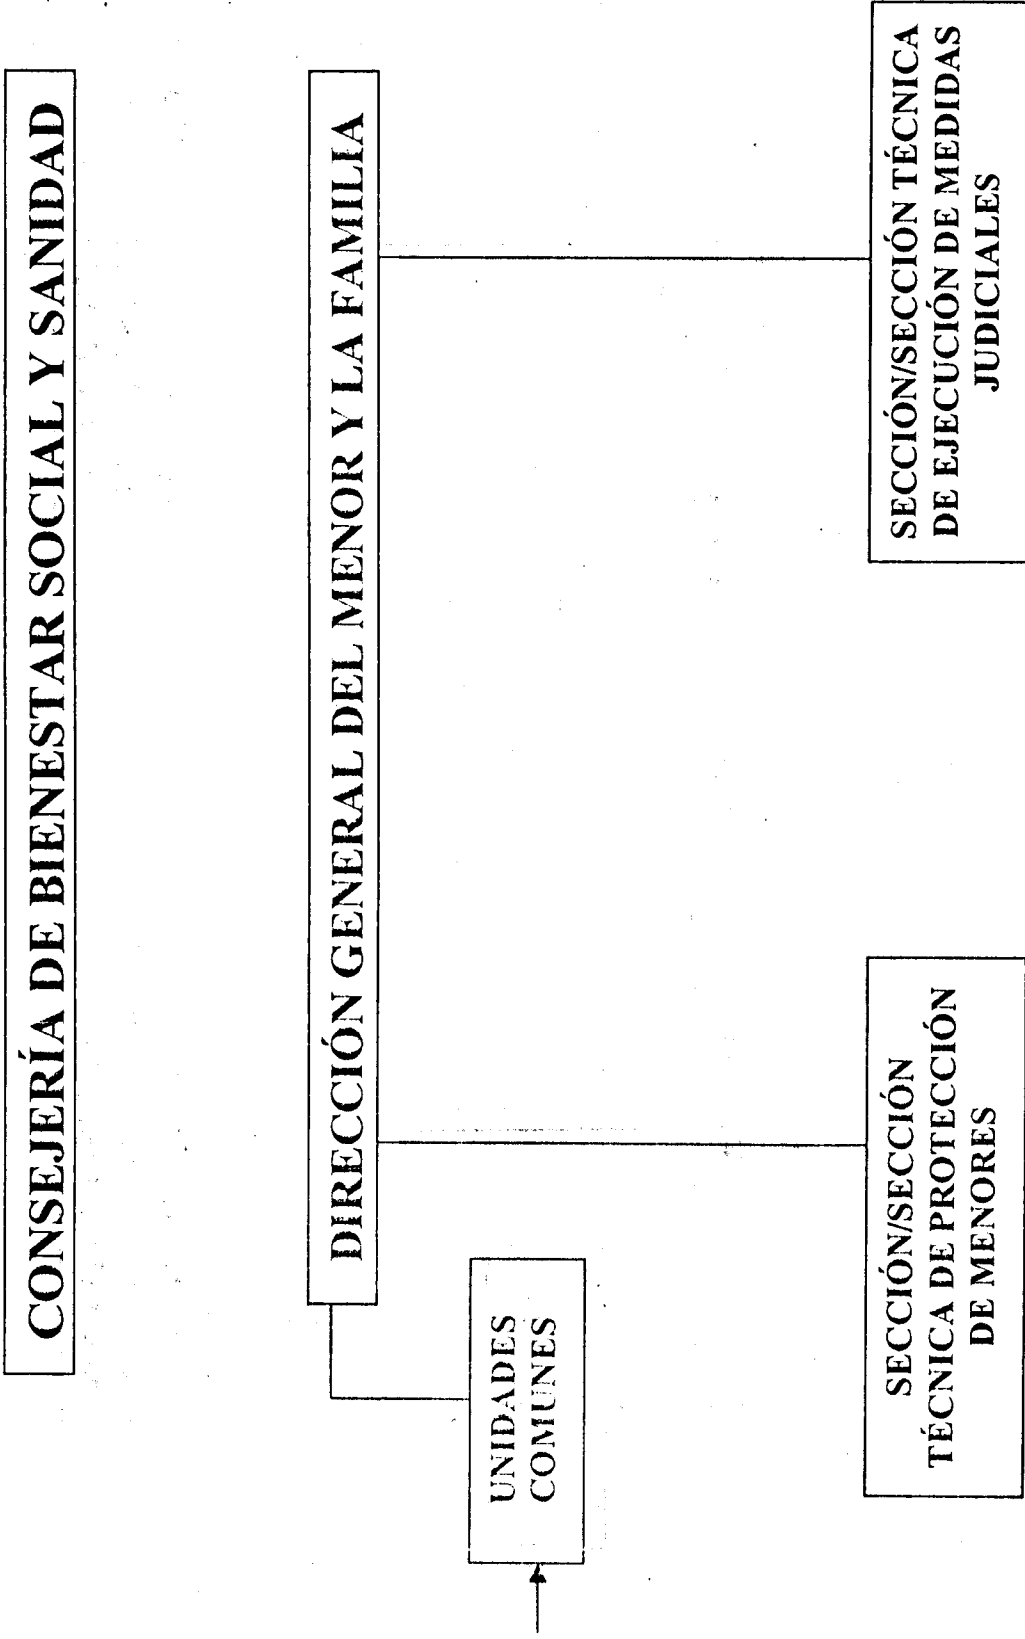 CONSEJERÍA DE BIENESTAR SOCIAL Y SANIDAD
DIRECCIÓN GENERAL DEL MENOR Y LA FAMILIA
UNIDADES
COMUNES
SECCIÓN/SECCIÓN
TÉCNICA DE PROTECCIÓN
DE MENORES
SECCIÓN/SECCIÓN TÉCNICA
DE EJECUCIÓN DE MEDIDAS
JUDICIALES